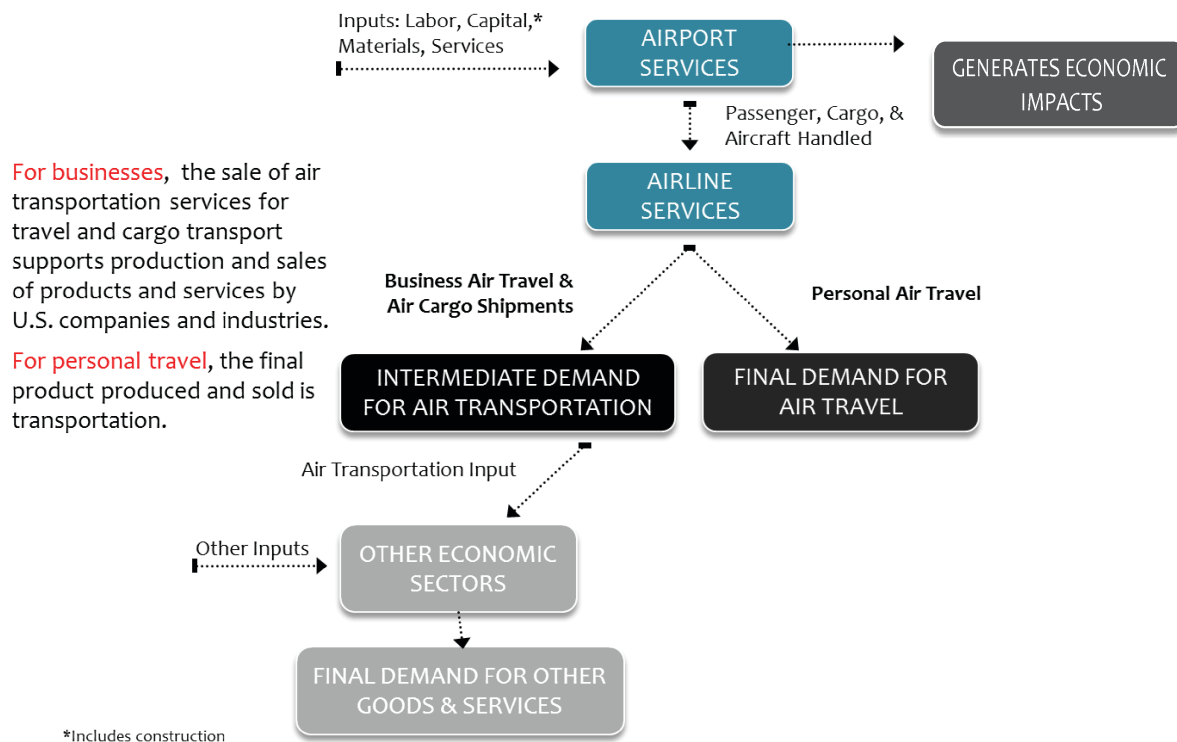 Inputs: Labor, Capital,*
Materials, Services
AIRPORT
SERVICES
GENERATES ECONOMIC
IMPACTS
Passenger, Cargo, &
Aircraft Handled
For businesses, the sale of air
transportation services for
travel and cargo transport
supports production and sales
of products and services by
U.S. companies and industries.
For personal travel, the final
product produced and sold is
transportation.
AIRLINE
SERVICES
Business Air Travel &
Air Cargo Shipments
Personal Air Travel
INTERMEDIATE DEMAND
FOR AIR TRANSPORTATION
FINAL DEMAND FOR
AIR TRAVEL
Air Transportation Input
Other Inputs
OTHER ECONOMIC
SECTORS
FINAL DEMAND FOR OTHER
GOODS & SERVICES
*Includes construction